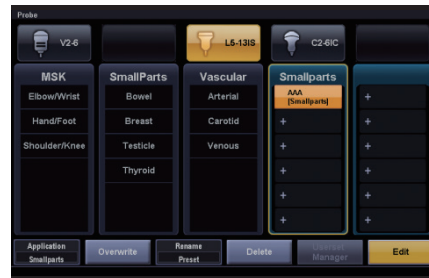 Probe
V2-6
L5-13IS
C2-6IC
MSK
SmallParts
Vascular
Smallparts
Elbow/Wrist
Bowel
Arterial
AAA
[Smallparts]
+
Hand/Foot
Breast
Carotid
+
+
Shoulder/Knee
Testicle
Venous
+
+
Thyroid
+
+
+
+
+
+
Application
Smallparts
Overwrite
Rename
Preset
Delete
Manager
Edit